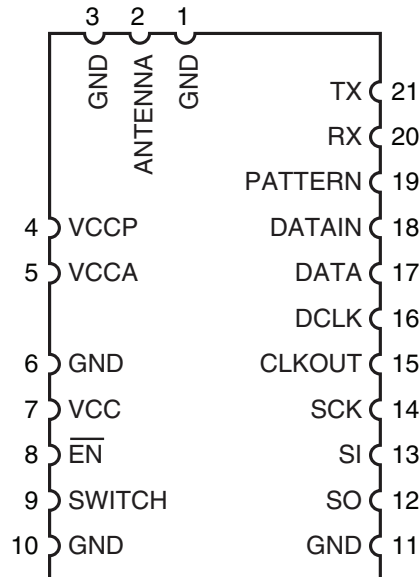 3 2 1
GND ANTENNA GND
TX 21
RX 20
PATTERN 19
4 VCCP DATAIN 18
5 VCCA DATA 17
DCLK 16
6 GND CLKOUT 15
7 VCC SCK 14
8 E̅N̅ SI 13
9 SWITCH SO 12
10 GND GND 11